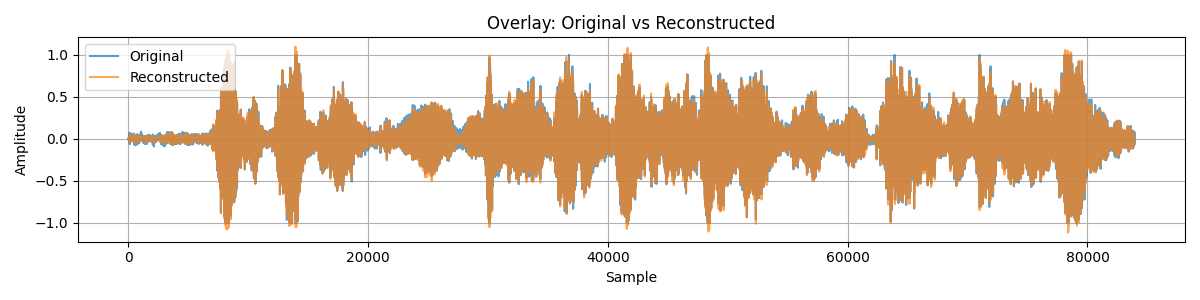 Overlay: Original vs Reconstructed
Original
Reconstructed
1.0
0.5
0.0
−0.5
−1.0
Amplitude
0 20000 40000 60000 80000
Sample